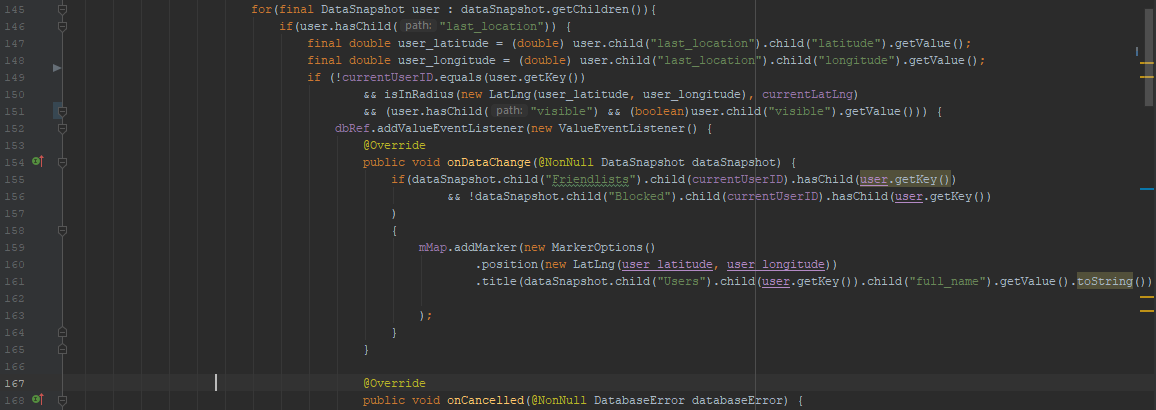 145 for(final DataSnapshot user : dataSnapshot.getChildren()){
146 if(user.hasChild( path: "last_location")) {
147 final double user_latitude = (double) user.child("last_location").child("latitude").getValue();
148 final double user_longitude = (double) user.child("last_location").child("longitude").getValue();
149 if (!currentUserID.equals(user.getKey())
150 && isInRadius(new LatLng(user_latitude, user_longitude), currentLatLng)
151 && (user.hasChild( path: "visible") && (boolean)user.child("visible").getValue())) {
152 dbRef.addValueEventListener(new ValueEventListener() {
153 @Override
154 public void onDataChange(@NonNull DataSnapshot dataSnapshot) {
155 if(dataSnapshot.child("Friendlists").child(currentUserID).hasChild(user.getKey())
156 && !dataSnapshot.child("Blocked").child(currentUserID).hasChild(user.getKey())
157 )
158 {
159 mMap.addMarker(new MarkerOptions()
160 .position(new LatLng(user_latitude, user_longitude))
161 .title(dataSnapshot.child("Users").child(user.getKey()).child("full_name").getValue().toString())
162
163 );
164 }
165 }
166
167 @Override
168 public void onCancelled(@NonNull DatabaseError databaseError) {